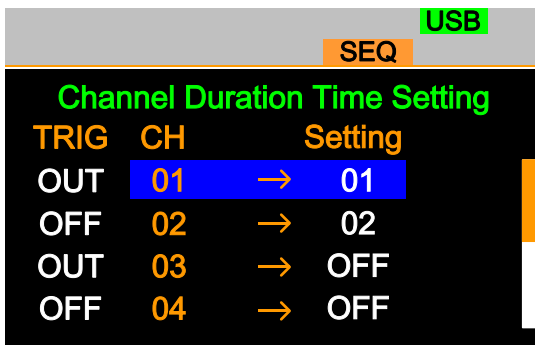 USB
SEQ
Channel Duration Time Setting
TRIG CH Setting
OUT 01 → 01
OFF 02 → 02
OUT 03 → OFF
OFF 04 → OFF